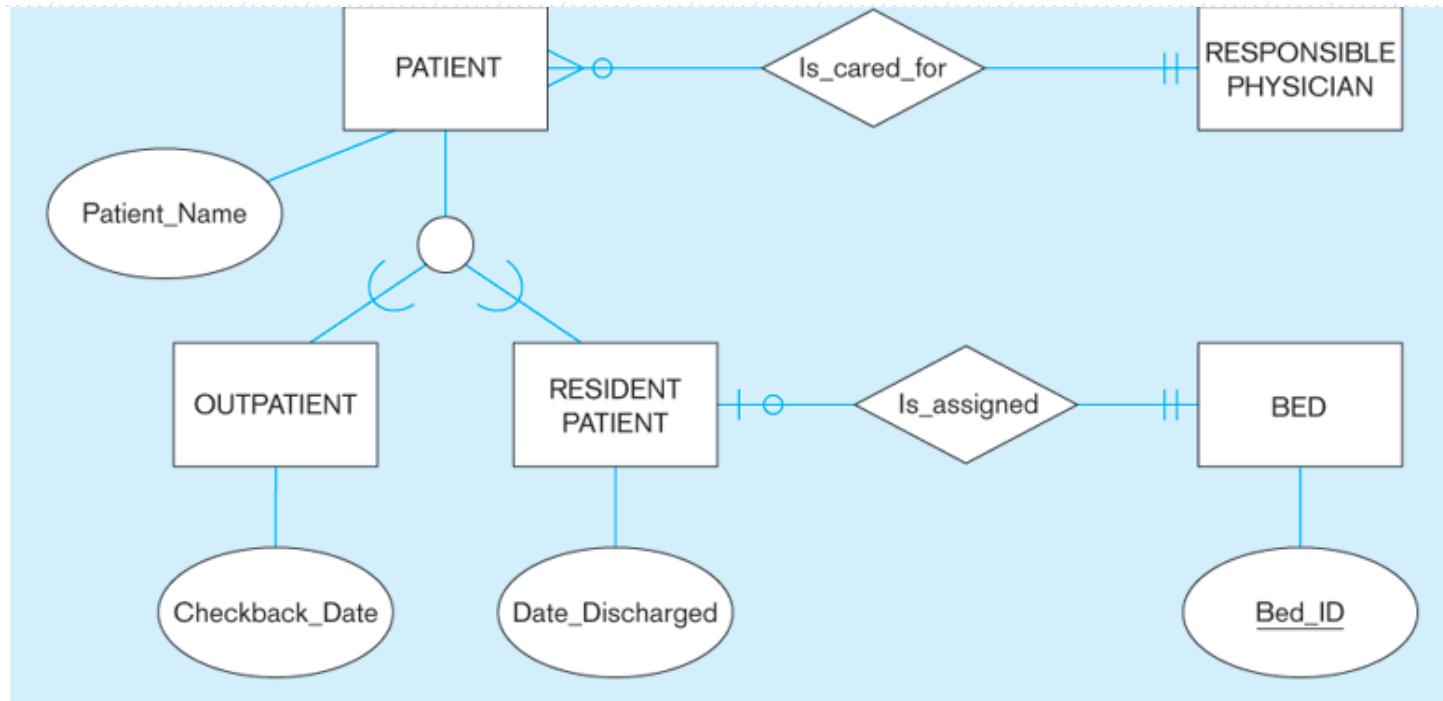 PATIENT
Is_cared_for
RESPONSIBLE
PHYSICIAN
Patient_Name
OUTPATIENT
RESIDENT
PATIENT
Is_assigned
BED
Checkback_Date
Date_Discharged
Bed_ID